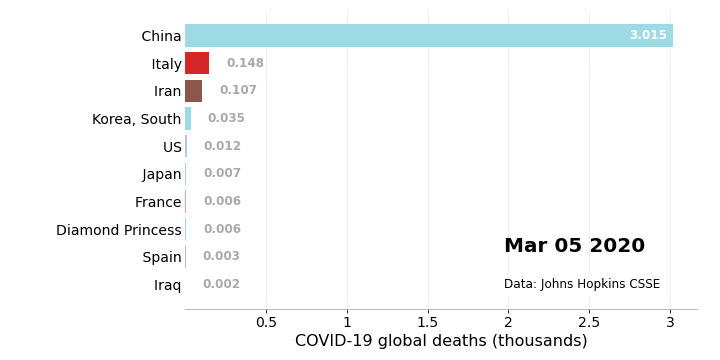 China 3.015
Italy 0.148
Iran 0.107
Korea, South 0.035
US 0.012
Japan 0.007
France 0.006
Diamond Princess 0.006
Spain 0.003
Iraq 0.002
Mar 05 2020
Data: Johns Hopkins CSSE
0.5 1 1.5 2 2.5 3
COVID-19 global deaths (thousands)